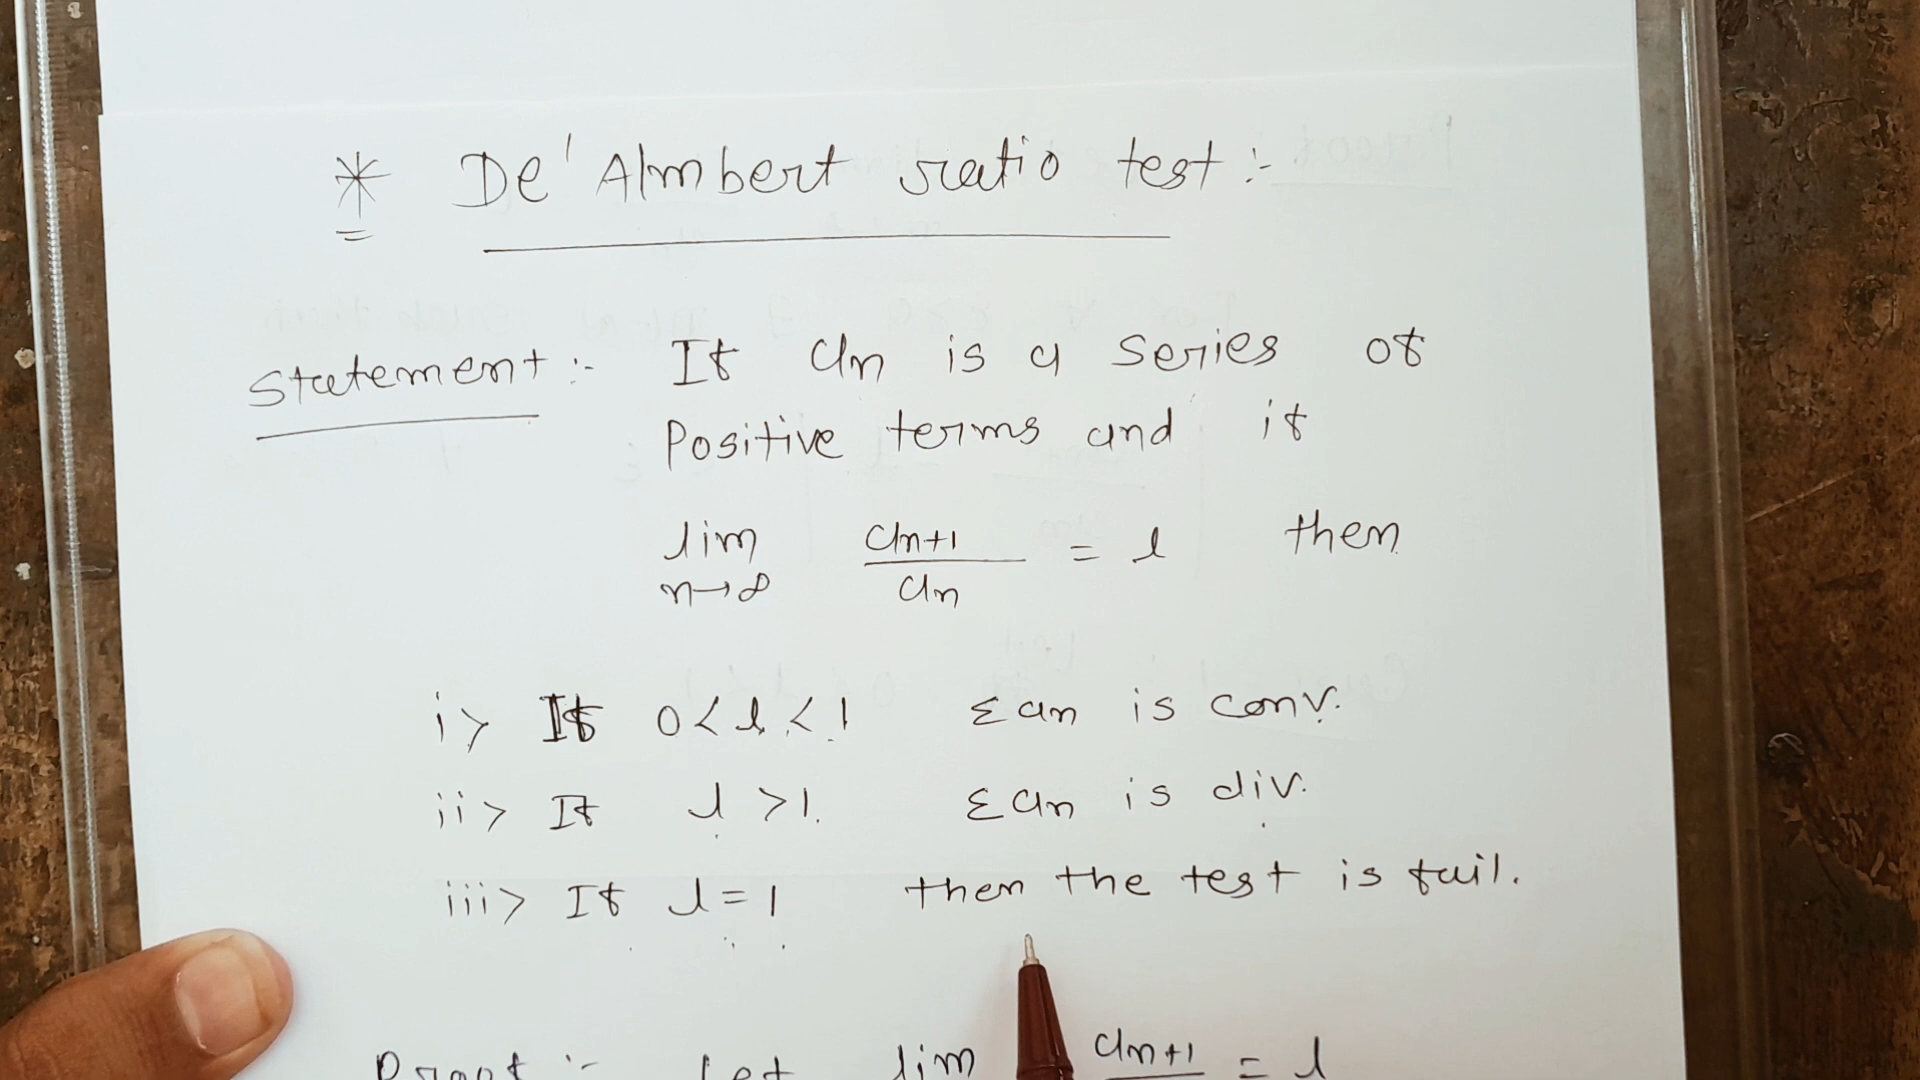 * De' Almbert ratio test :-
Statement :- If an is a series of
Positive terms and if
lim an+1 = l then
n→∞ an
i> If 0<l<1 Σan is conv.
ii> If l>1. Σan is div.
iii> If l=1 then the test is fail.
Proof :- Let lim an+1 = l